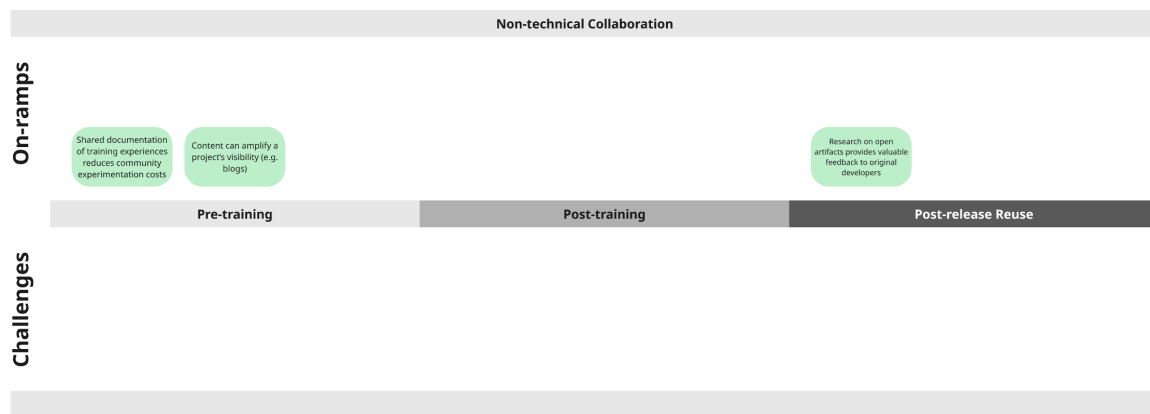 Non-technical Collaboration
On-ramps
Shared documentation
of training experiences
reduces community
experimentation costs
Content can amplify a
project's visibility (e.g.
blogs)
Research on open
artifacts provides valuable
feedback to original
developers
Pre-training
Post-training
Post-release Reuse
Challenges